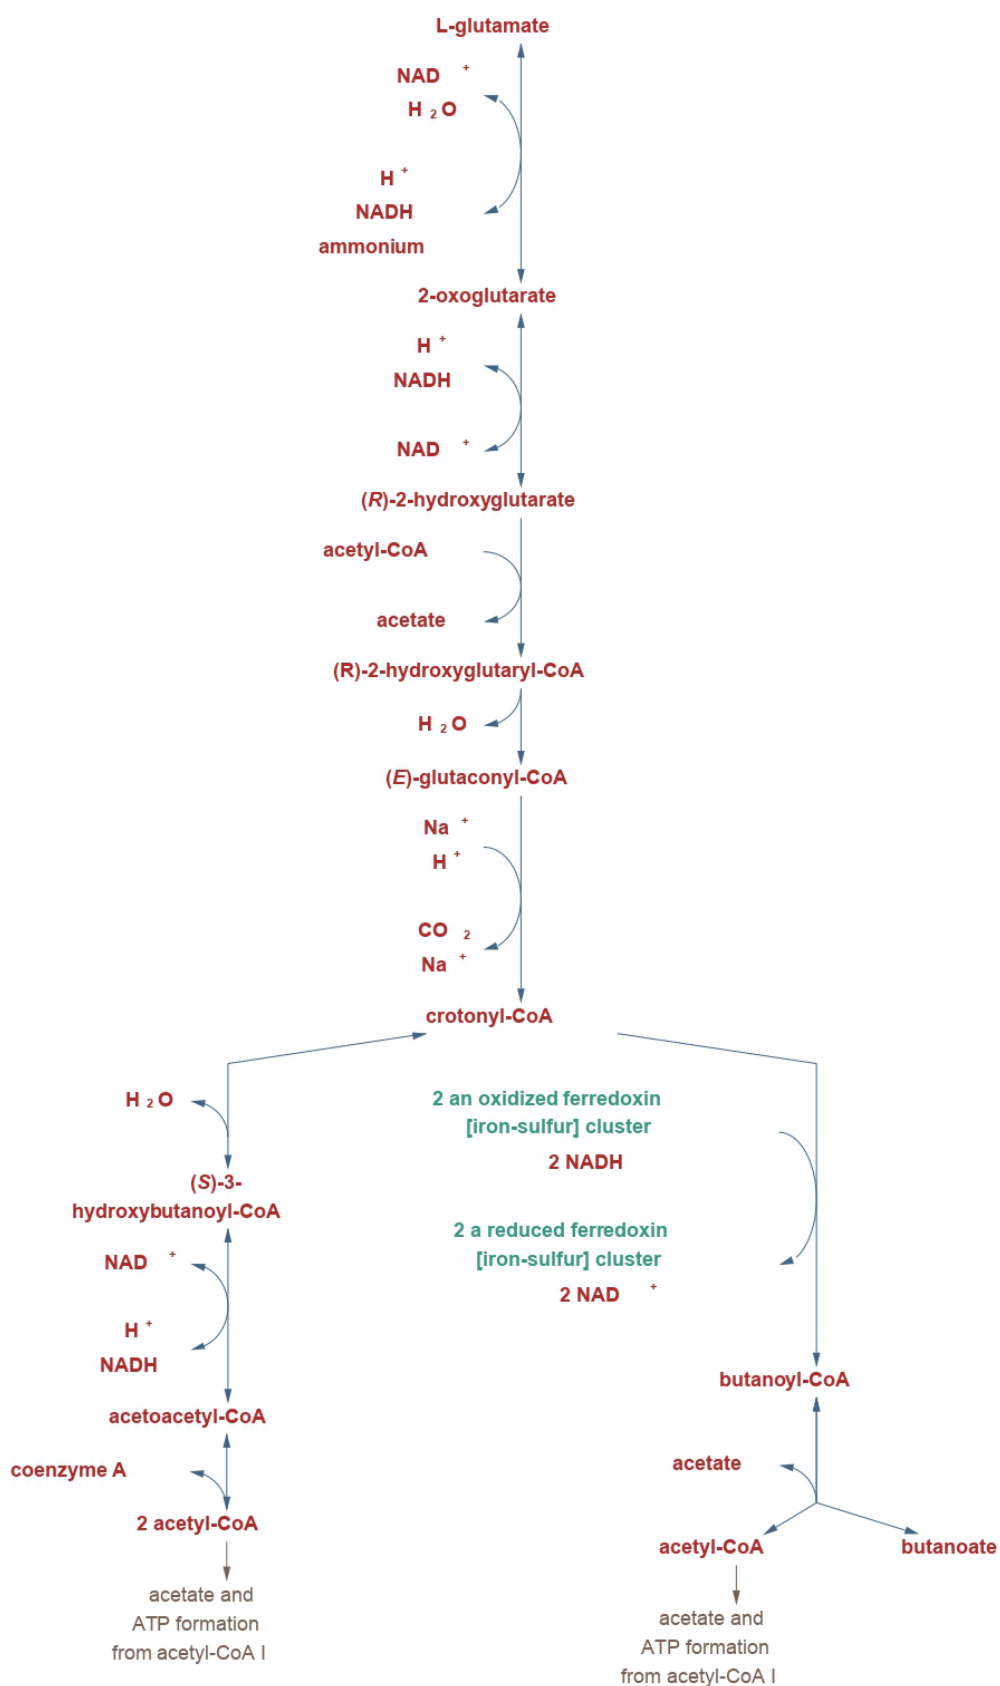 L-glutamate
NAD +
H 2 O
H +
NADH
ammonium
2-oxoglutarate
H +
NADH
NAD +
(R)-2-hydroxyglutarate
acetyl-CoA
acetate
(R)-2-hydroxyglutaryl-CoA
H 2 O
(E)-glutaconyl-CoA
Na +
H +
CO 2
Na +
crotonyl-CoA
H 2 O
(S)-3-
hydroxybutanoyl-CoA
NAD +
H +
NADH
acetoacetyl-CoA
coenzyme A
2 acetyl-CoA
acetate and
ATP formation
from acetyl-CoA I
2 an oxidized ferredoxin
[iron-sulfur] cluster
2 NADH
2 a reduced ferredoxin
[iron-sulfur] cluster
2 NAD +
butanoyl-CoA
acetate
acetyl-CoA
butanoate
acetate and
ATP formation
from acetyl-CoA I